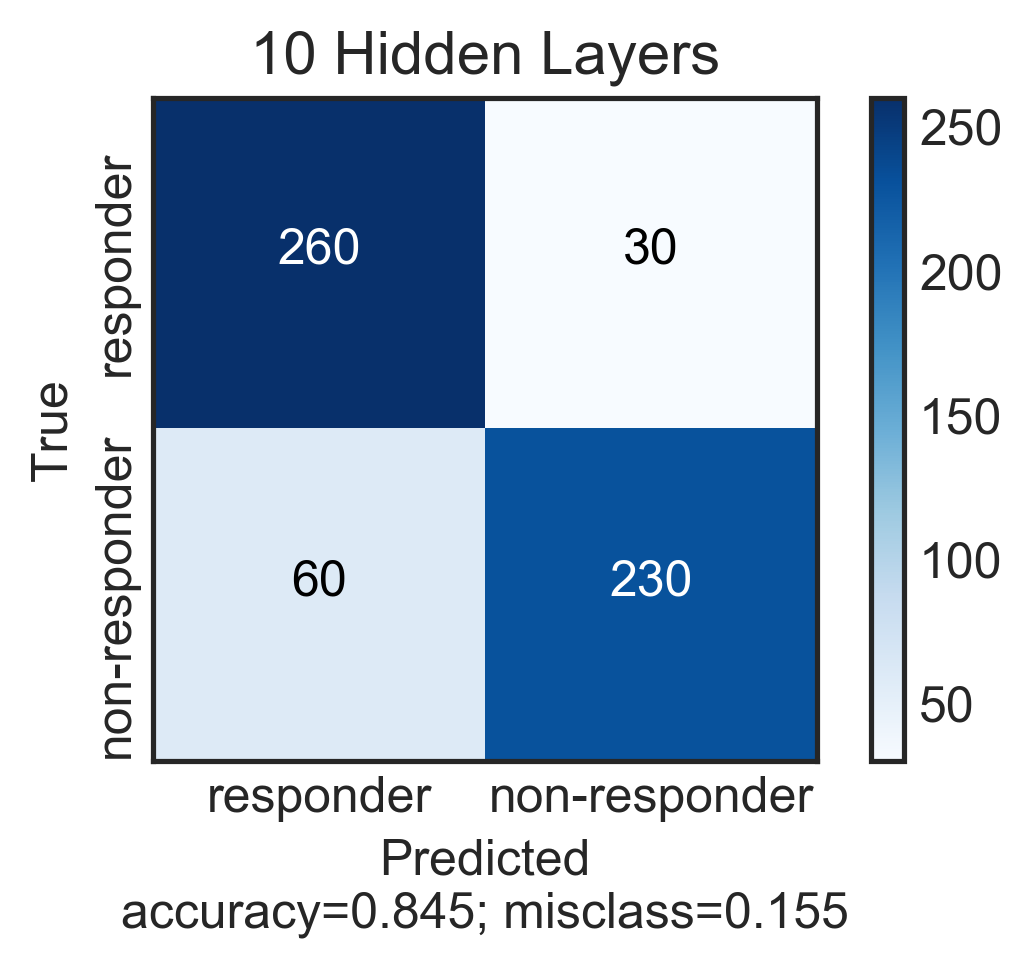 10 Hidden Layers
True
responder
non-responder
260
30
60
230
responder
non-responder
Predicted
accuracy=0.845; misclass=0.155
250
200
150
100
50